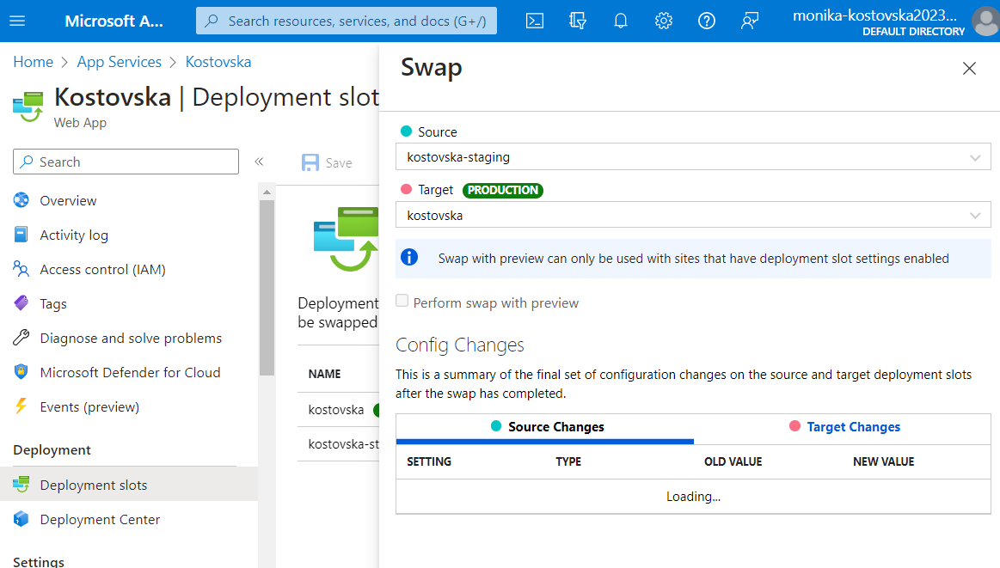 Microsoft A...
Search resources, services, and docs (G+/)
monika-kostovska2023...
DEFAULT DIRECTORY
Home > App Services > Kostovska
Kostovska | Deployment slot
Web App
Search
«
Overview
Activity log
Access control (IAM)
Tags
Diagnose and solve problems
Microsoft Defender for Cloud
Events (preview)
Deployment
Deployment slots
Deployment Center
Settings
Save
Deployment
be swapped
NAME
kostovska
kostovska-st
Swap
Source
kostovska-staging
Target PRODUCTION
kostovska
Swap with preview can only be used with sites that have deployment slot settings enabled
Perform swap with preview
Config Changes
This is a summary of the final set of configuration changes on the source and target deployment slots
after the swap has completed.
Source Changes Target Changes
SETTING TYPE OLD VALUE NEW VALUE
Loading...